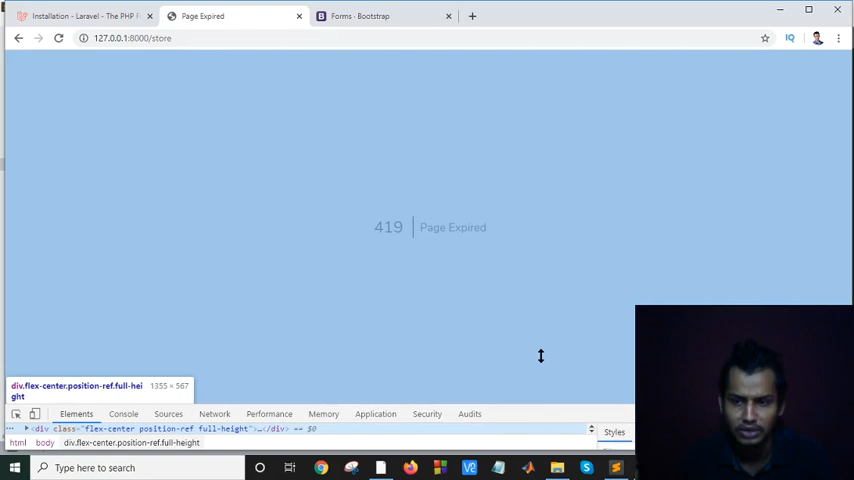 Installation - Laravel - The PHP F
Page Expired
Forms · Bootstrap
127.0.0.1:8000/store
IQ
419
Page Expired
div.flex-center.position-ref.full-hei
ght
1355 × 567
Elements
Console
Sources
Network
Performance
Memory
Application
Security
Audits
<div class="flex-center position-ref full-height">…</div> == $0
Styles
html
body
div.flex-center.position-ref.full-height
Type here to search